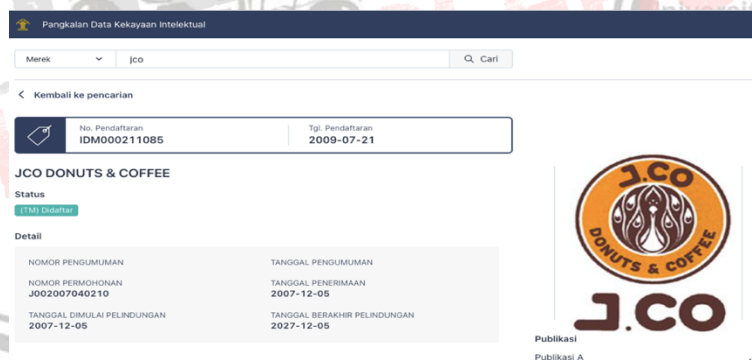 Pangkalan Data Kekayaan Intelektual
Merek jco Cari
Kembali ke pencarian
No. Pendaftaran Tgl. Pendaftaran
IDM000211085 2009-07-21
JCO DONUTS & COFFEE
Status
(TM) Didaftar
Detail
NOMOR PENGUMUMAN TANGGAL PENGUMUMAN
NOMOR PERMOHONAN TANGGAL PENERIMAAN
J002007040210 2007-12-05
TANGGAL DIMULAI PELINDUNGAN TANGGAL BERAKHIR PELINDUNGAN
2007-12-05 2027-12-05
J.CO
DONUTS & COFFEE
J.CO
Publikasi
Publikasi A